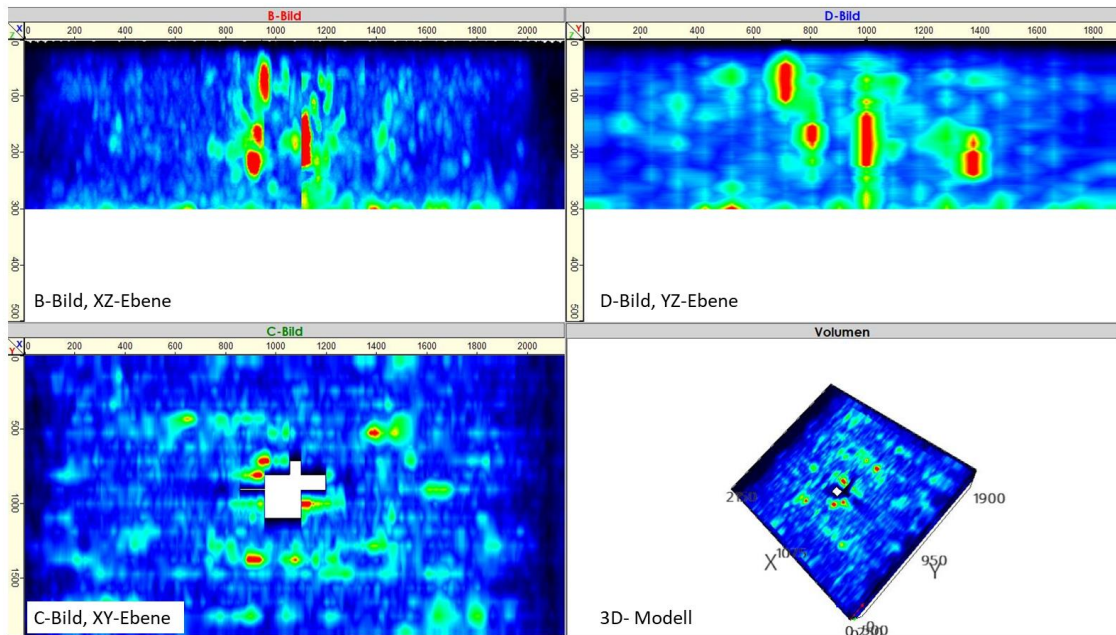 B-Bild
X
Z
0 200 400 600 800 1000 1200 1400 1600 1800 2000
0
100
200
300
400
500
B-Bild, XZ-Ebene
D-Bild
Y
Z
0 200 400 600 800 1000 1200 1400 1600 1800
0
100
200
300
400
500
D-Bild, YZ-Ebene
C-Bild
X
Y
0 200 400 600 800 1000 1200 1400 1600 1800 2000
0
500
1000
1500
C-Bild, XY-Ebene
Volumen
1900
950
Y
X
3D- Modell